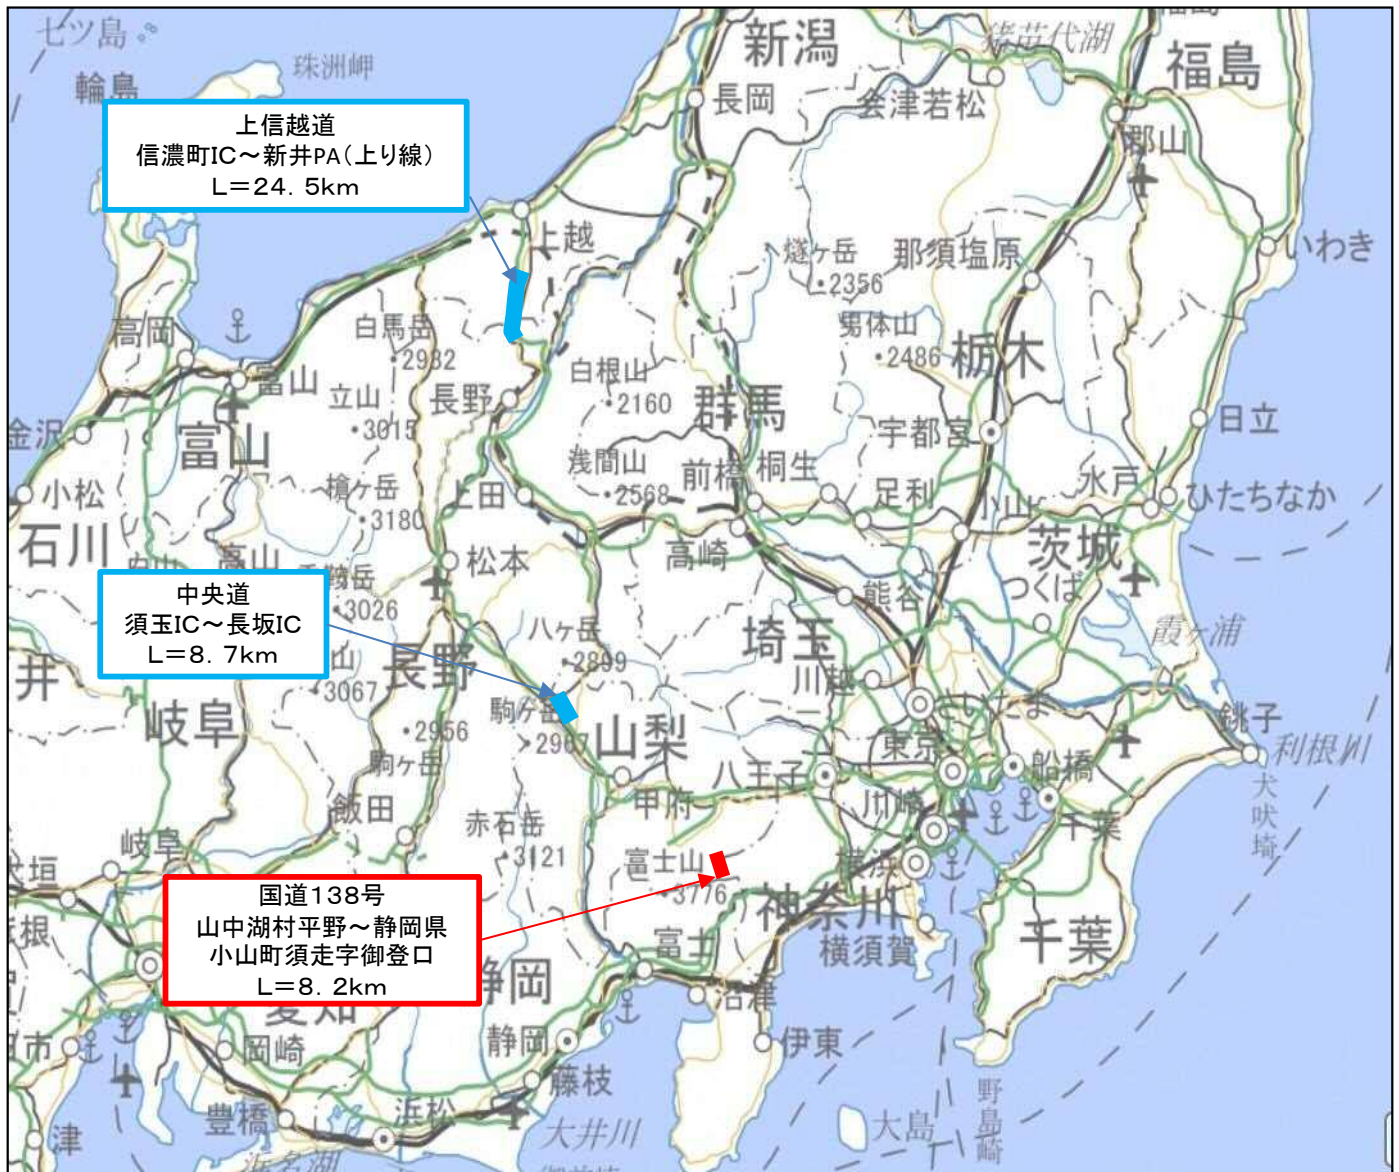 七ツ島
珠洲岬
輪島
新潟
猪苗代湖
福島
長岡
会津若松
郡山
上信越道
信濃町IC～新井PA（上り線）
L＝24．5km
上越
燧ヶ岳
・2356
那須塩原
いわき
高岡
白馬岳
・2932
男体山
・2486
栃木
富山
立山
・3015
長野
白根山
・2160
群馬
宇都宮
日立
金沢
富山
浅間山
・2568
前橋
桐生
足利
小山
水戸
ひたちなか
小松
槍ヶ岳
・3180
上田
石川
高山
松本
高崎
茨城
つくば
熊谷
中央道
須玉IC～長坂IC
L＝8．7km
・3026
八ヶ岳
・2899
埼玉
霞ヶ浦
井
長野
・3067
川越
さいたま
岐阜
駒ヶ岳
・2967
・2956
駒ヶ岳
山梨
東京
船橋
銚子
利根川
犬吠埼
八王子
甲府
川崎
千葉
飯田
赤石岳
・3121
岐阜
富士山
・3776
横浜
神奈川
横須賀
千葉
国道138号
山中湖村平野～静岡県
小山町須走字御登口
L＝8．2km
富士
静岡
沼津
愛知
岡崎
静岡
伊東
藤枝
豊橋
浜松
大井川
大島
野島崎
津
浜名湖